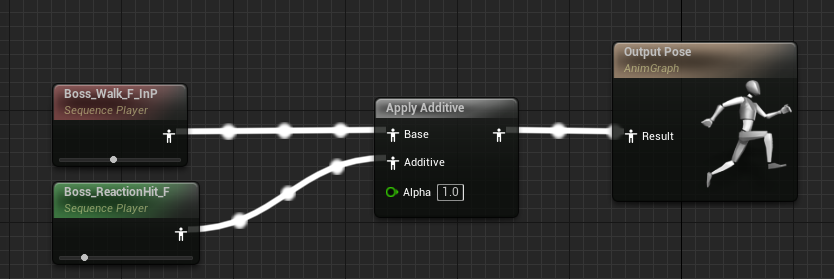 Boss_Walk_F_InP
Sequence Player
Boss_ReactionHit_F
Sequence Player
Apply Additive
Base
Additive
Alpha 1.0
Output Pose
AnimGraph
Result